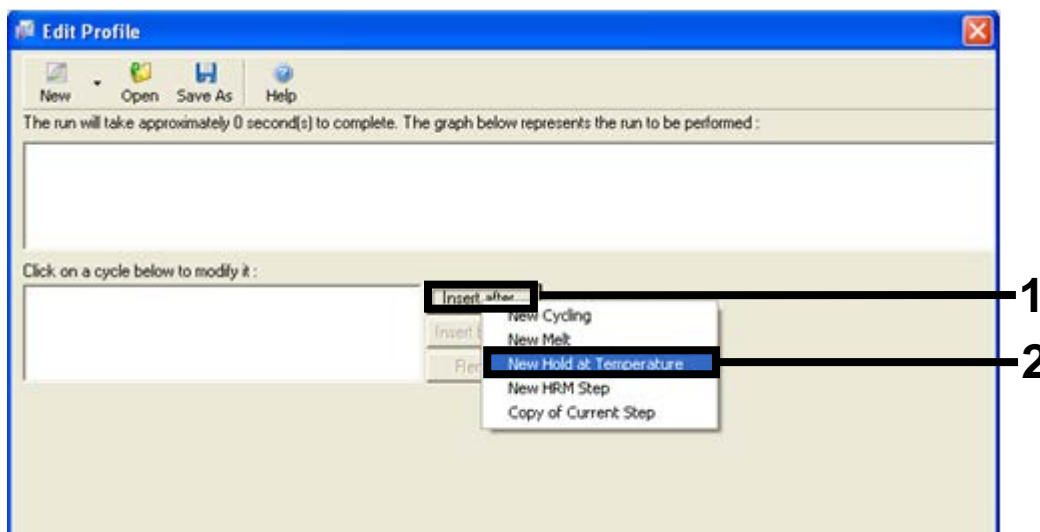 Edit Profile
New Open Save As Help
The run will take approximately 0 second(s) to complete. The graph below represents the run to be performed :
Click on a cycle below to modify it :
Insert after...
1
New Cycling
Insert
New Melt
New Hold at Temperature
2
New HRM Step
Copy of Current Step